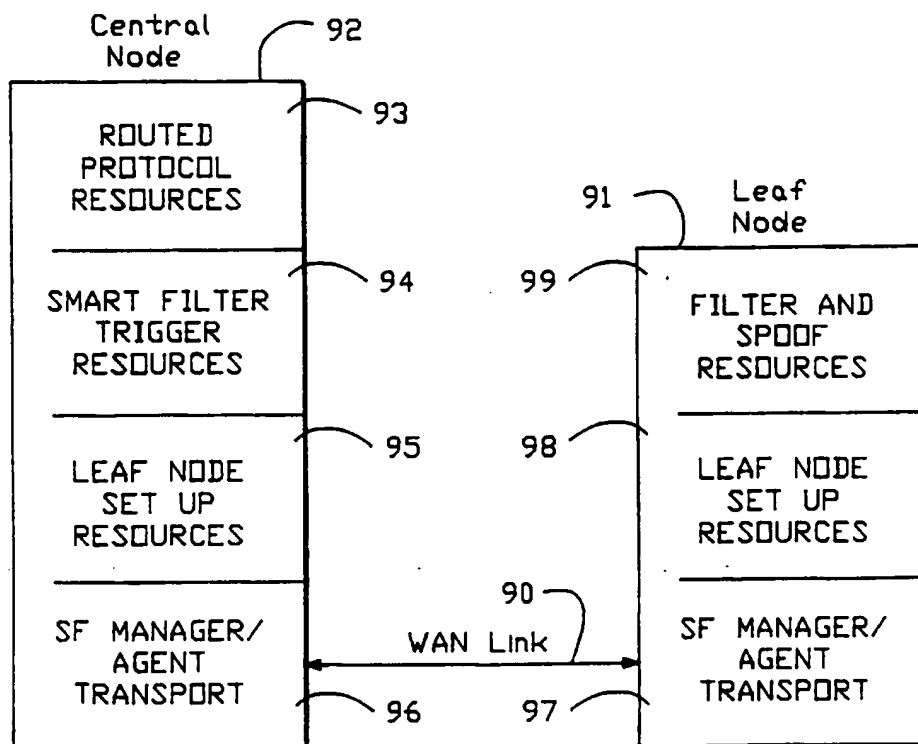 Central
Node
92
93
ROUTED
PROTOCOL
RESOURCES
94
SMART FILTER
TRIGGER
RESOURCES
95
LEAF NODE
SET UP
RESOURCES
SF MANAGER/
AGENT
TRANSPORT
96
90
WAN Link
91
Leaf
Node
99
FILTER AND
SPOOF
RESOURCES
98
LEAF NODE
SET UP
RESOURCES
97
SF MANAGER/
AGENT
TRANSPORT